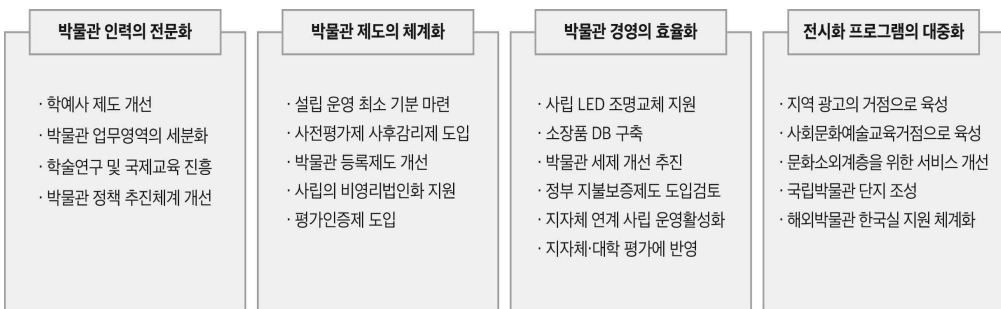 박물관 인력의 전문화
· 학예사 제도 개선
· 박물관 업무영역의 세분화
· 학술연구 및 국제교육 진흥
· 박물관 정책 추진체계 개선
박물관 제도의 체계화
· 설립 운영 최소 기분 마련
· 사전평가제 사후감리제 도입
· 박물관 등록제도 개선
· 사립의 비영리법인화 지원
· 평가인증제 도입
박물관 경영의 효율화
· 사립 LED 조명교체 지원
· 소장품 DB 구축
· 박물관 세제 개선 추진
· 정부 지불보증제도 도입검토
· 지자체 연계 사립 운영활성화
· 지자체·대학 평가에 반영
전시화 프로그램의 대중화
· 지역 광고의 거점으로 육성
· 사회문화예술교육거점으로 육성
· 문화소외계층을 위한 서비스 개선
· 국립박물관 단지 조성
· 해외박물관 한국실 지원 체계화